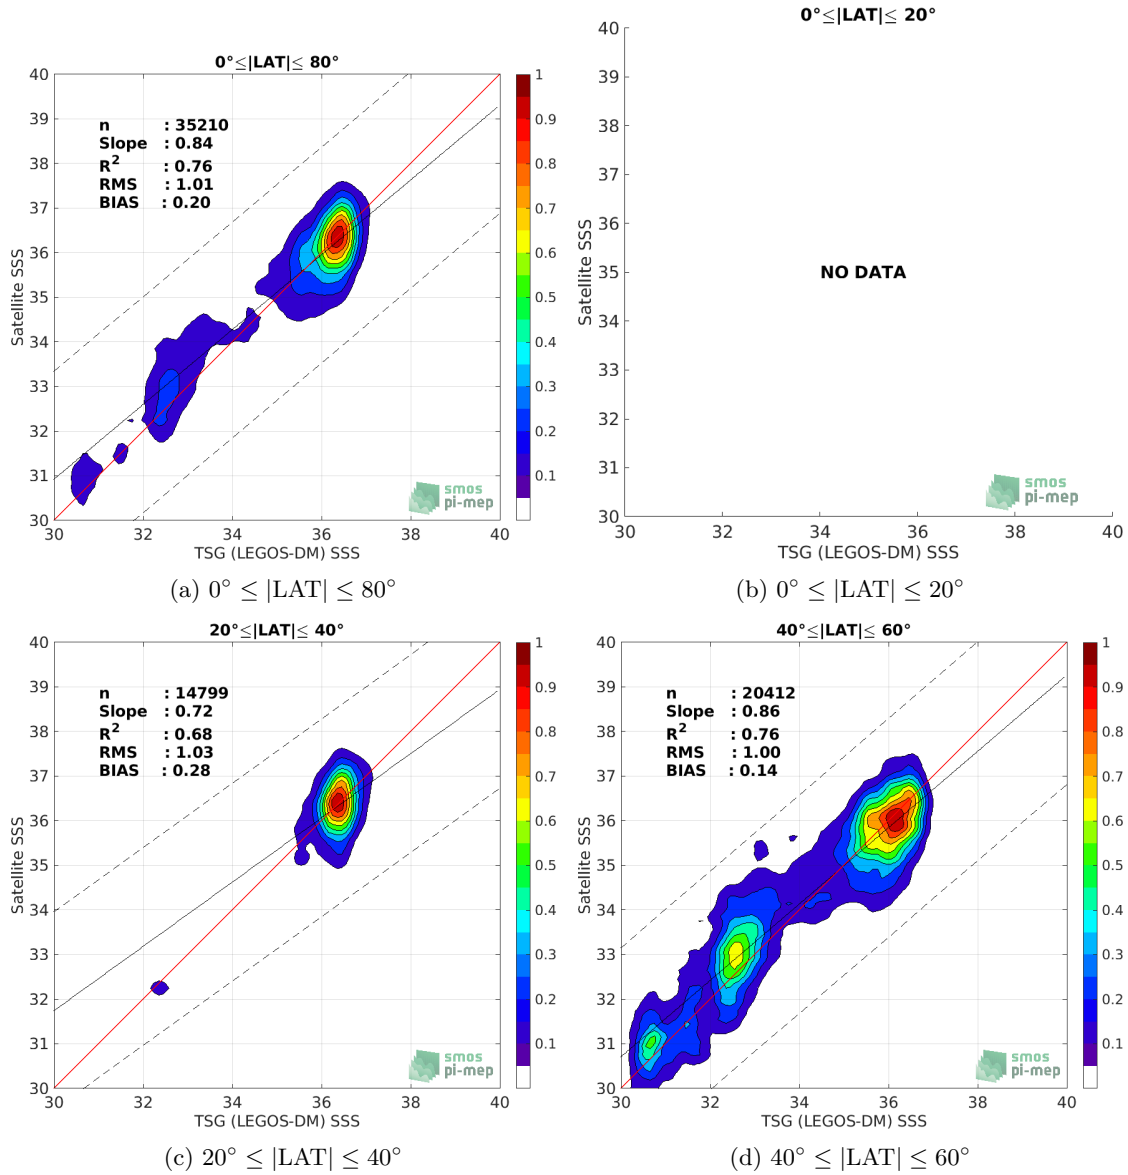 0°≤|LAT|≤ 80°
40
39
38
37
36
35
34
33
32
31
30
Satellite SSS
n : 35210
Slope : 0.84
R² : 0.76
RMS : 1.01
BIAS : 0.20
smos
pi-mep
30 32 34 36 38 40
TSG (LEGOS-DM) SSS
1
0.9
0.8
0.7
0.6
0.5
0.4
0.3
0.2
0.1
(a) 0° ≤ |LAT| ≤ 80°
0°≤|LAT|≤ 20°
40
39
38
37
36
35
34
33
32
31
30
Satellite SSS
NO DATA
smos
pi-mep
30 32 34 36 38 40
TSG (LEGOS-DM) SSS
(b) 0° ≤ |LAT| ≤ 20°
20°≤|LAT|≤ 40°
40
39
38
37
36
35
34
33
32
31
30
Satellite SSS
n : 14799
Slope : 0.72
R² : 0.68
RMS : 1.03
BIAS : 0.28
smos
pi-mep
30 32 34 36 38 40
TSG (LEGOS-DM) SSS
1
0.9
0.8
0.7
0.6
0.5
0.4
0.3
0.2
0.1
(c) 20° ≤ |LAT| ≤ 40°
40°≤|LAT|≤ 60°
40
39
38
37
36
35
34
33
32
31
30
Satellite SSS
n : 20412
Slope : 0.86
R² : 0.76
RMS : 1.00
BIAS : 0.14
smos
pi-mep
30 32 34 36 38 40
TSG (LEGOS-DM) SSS
1
0.9
0.8
0.7
0.6
0.5
0.4
0.3
0.2
0.1
(d) 40° ≤ |LAT| ≤ 60°